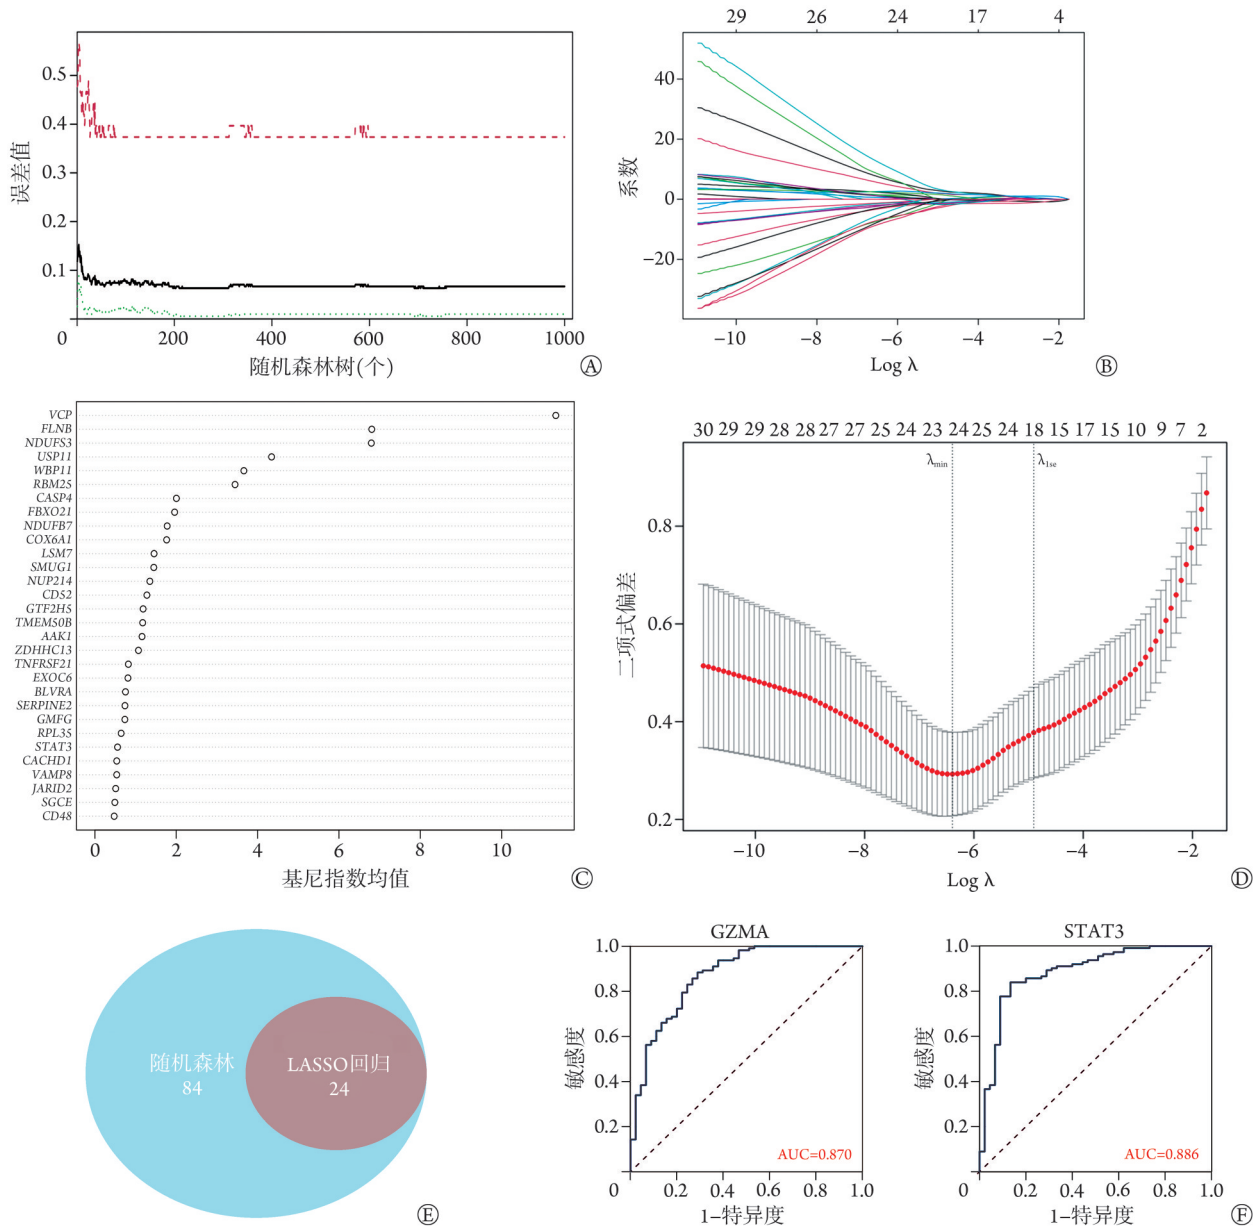 0.5
0.4
0.3
0.2
0.1
误差值
0 200 400 600 800 1000
随机森林树(个)
Ⓐ
29 26 24 17 4
40
20
0
−20
系数
−10 −8 −6 −4 −2
Log λ
Ⓑ
VCP
FLNB
NDUFS3
USP11
WBP11
RBM25
CASP4
FBXO21
NDUFB7
COX6A1
LSM7
SMUG1
NUP214
CD52
GTF2H5
TMEM50B
AAK1
ZDHHC13
TNFRSF21
EXOC6
BLVRA
SERPINE2
GMFG
RPL35
STAT3
CACHD1
VAMP8
JARID2
SGCE
CD48
0 2 4 6 8 10
基尼指数均值
Ⓒ
30 29 29 28 28 27 27 25 24 23 24 25 24 18 15 17 15 10 9 7 2
λmin λ1se
0.8
0.6
0.4
0.2
二项式偏差
−10 −8 −6 −4 −2
Log λ
Ⓓ
随机森林
84
LASSO回归
24
Ⓔ
GZMA
1.0
0.8
0.6
0.4
0.2
敏感度
AUC=0.870
0 0.2 0.4 0.6 0.8 1.0
1−特异度
STAT3
1.0
0.8
0.6
0.4
0.2
敏感度
AUC=0.886
0 0.2 0.4 0.6 0.8 1.0
1−特异度
Ⓕ